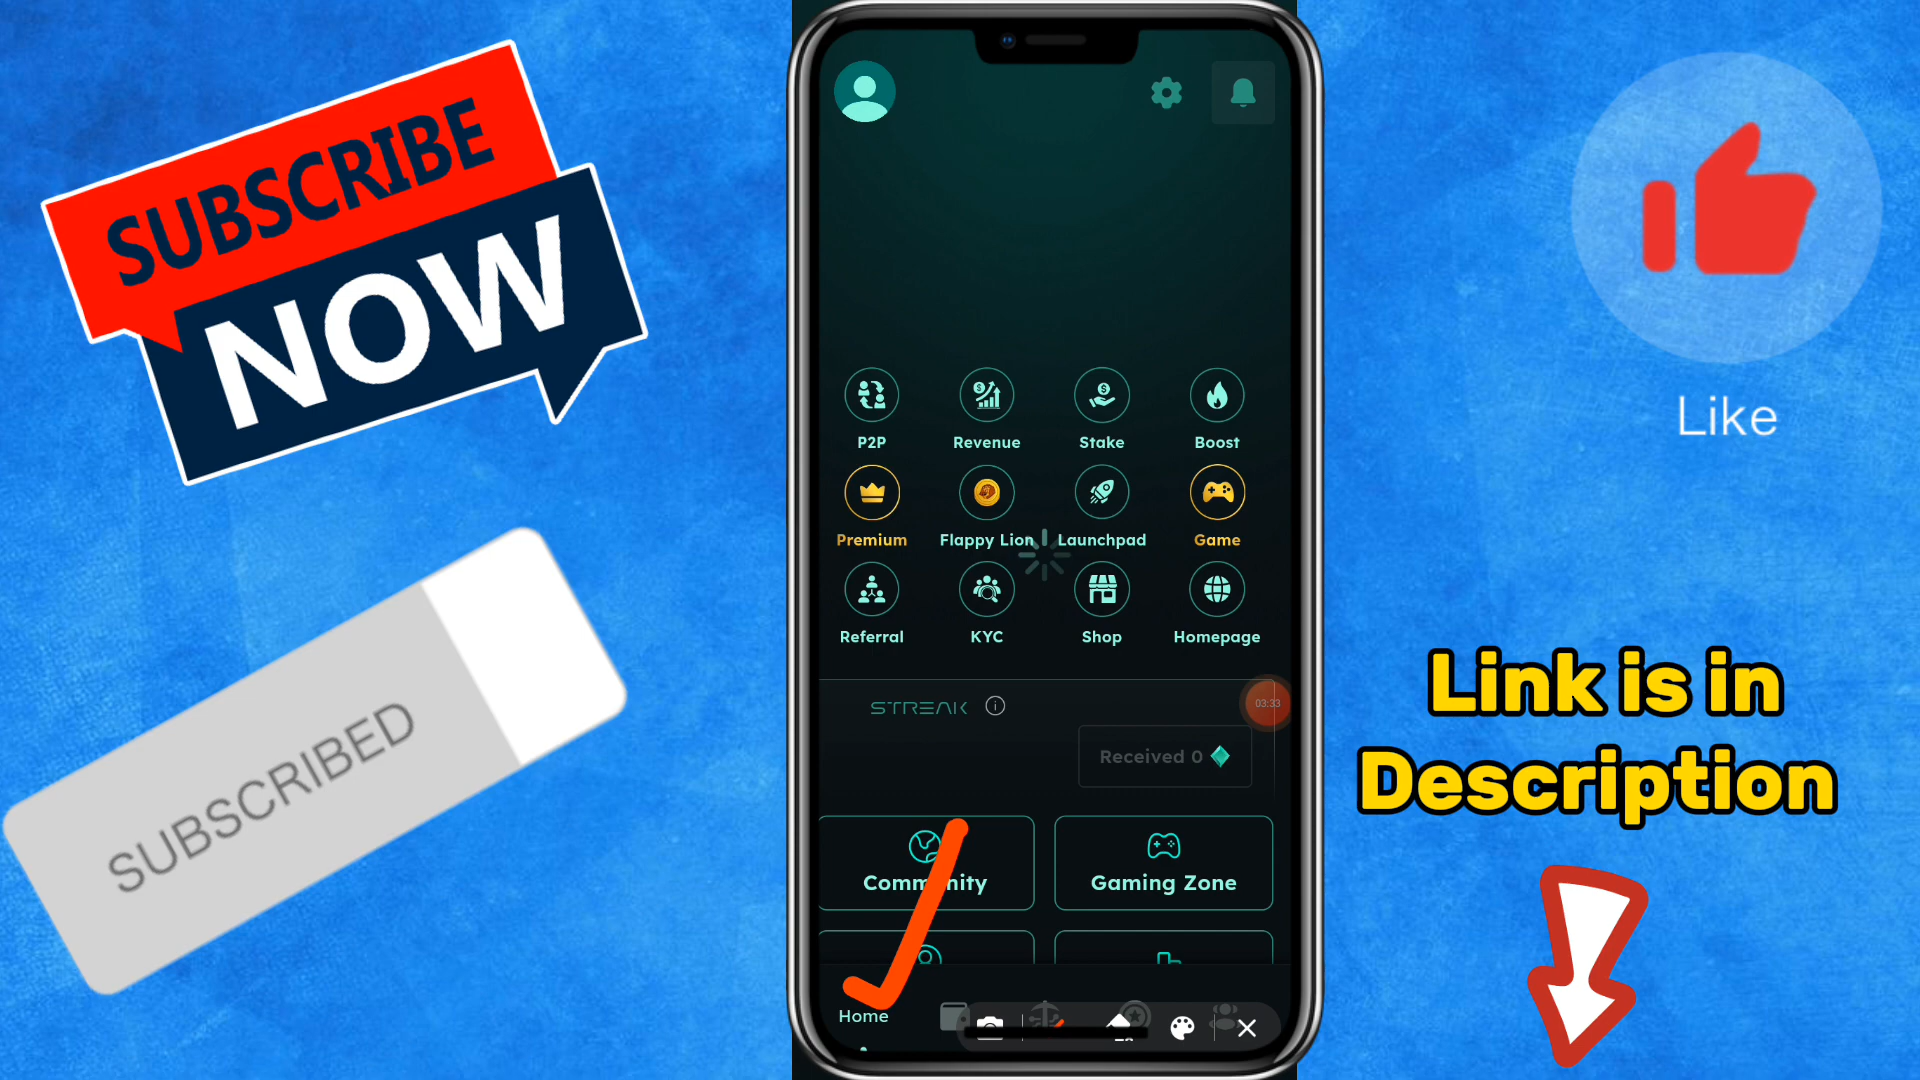 SUBSCRIBE
NOW
SUBSCRIBED
P2P
Revenue
Stake
Boost
Premium
Flappy Lion
Launchpad
Game
Referral
KYC
Shop
Homepage
STREAK
03:33
Received 0
Community
Gaming Zone
Home
Like
Link is in
Description